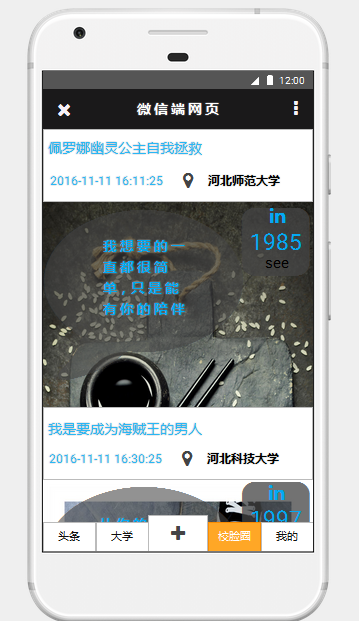 12:00
微信端网页
佩罗娜幽灵公主自我拯救
2016-11-11 16:11:25 河北师范大学
in
1985
see
我想要的
直都很简
单，只是能
有你的陪伴
我是要成为海贼王的男人
2016-11-11 16:30:25 河北科技大学
in
1997
头条 大学 + 校脸圈 我的